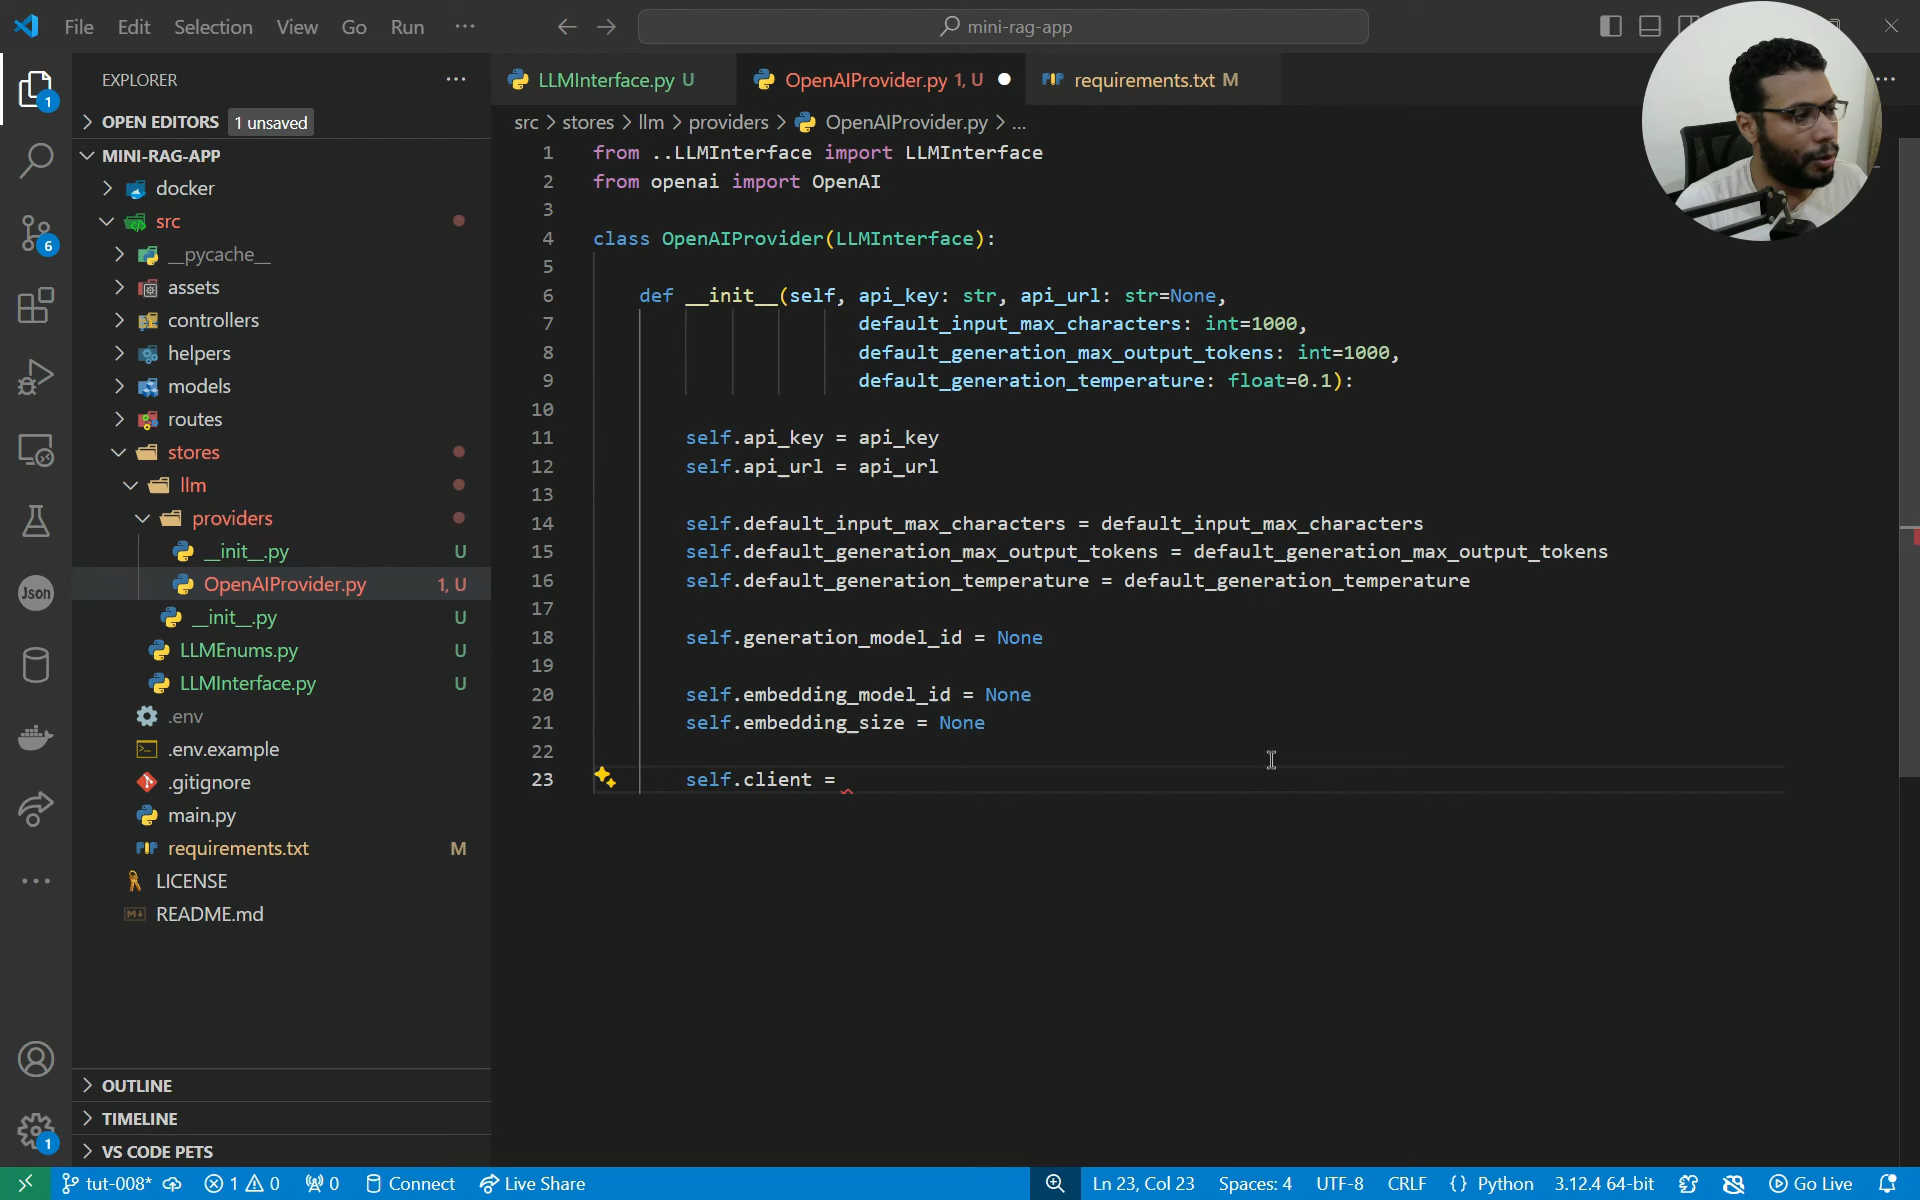 File Edit Selection View Go Run ···
mini-rag-app
EXPLORER
OPEN EDITORS 1 unsaved
MINI-RAG-APP
docker
src
__pycache__
assets
controllers
helpers
models
routes
stores
llm
providers
__init__.py U
OpenAIProvider.py 1, U
__init__.py U
LLMEnums.py U
LLMInterface.py U
.env
.env.example
.gitignore
main.py
requirements.txt M
LICENSE
README.md
OUTLINE
TIMELINE
VS CODE PETS
1
6
Json
1
LLMInterface.py U OpenAIProvider.py 1, U requirements.txt M
src > stores > llm > providers > OpenAIProvider.py > ...
1 from ..LLMInterface import LLMInterface
2 from openai import OpenAI
3
4 class OpenAIProvider(LLMInterface):
5
6 def __init__(self, api_key: str, api_url: str=None,
7 default_input_max_characters: int=1000,
8 default_generation_max_output_tokens: int=1000,
9 default_generation_temperature: float=0.1):
10
11 self.api_key = api_key
12 self.api_url = api_url
13
14 self.default_input_max_characters = default_input_max_characters
15 self.default_generation_max_output_tokens = default_generation_max_output_tokens
16 self.default_generation_temperature = default_generation_temperature
17
18 self.generation_model_id = None
19
20 self.embedding_model_id = None
21 self.embedding_size = None
22
23 self.client =
tut-008* 1 0 0 Connect Live Share Ln 23, Col 23 Spaces: 4 UTF-8 CRLF {} Python 3.12.4 64-bit Go Live